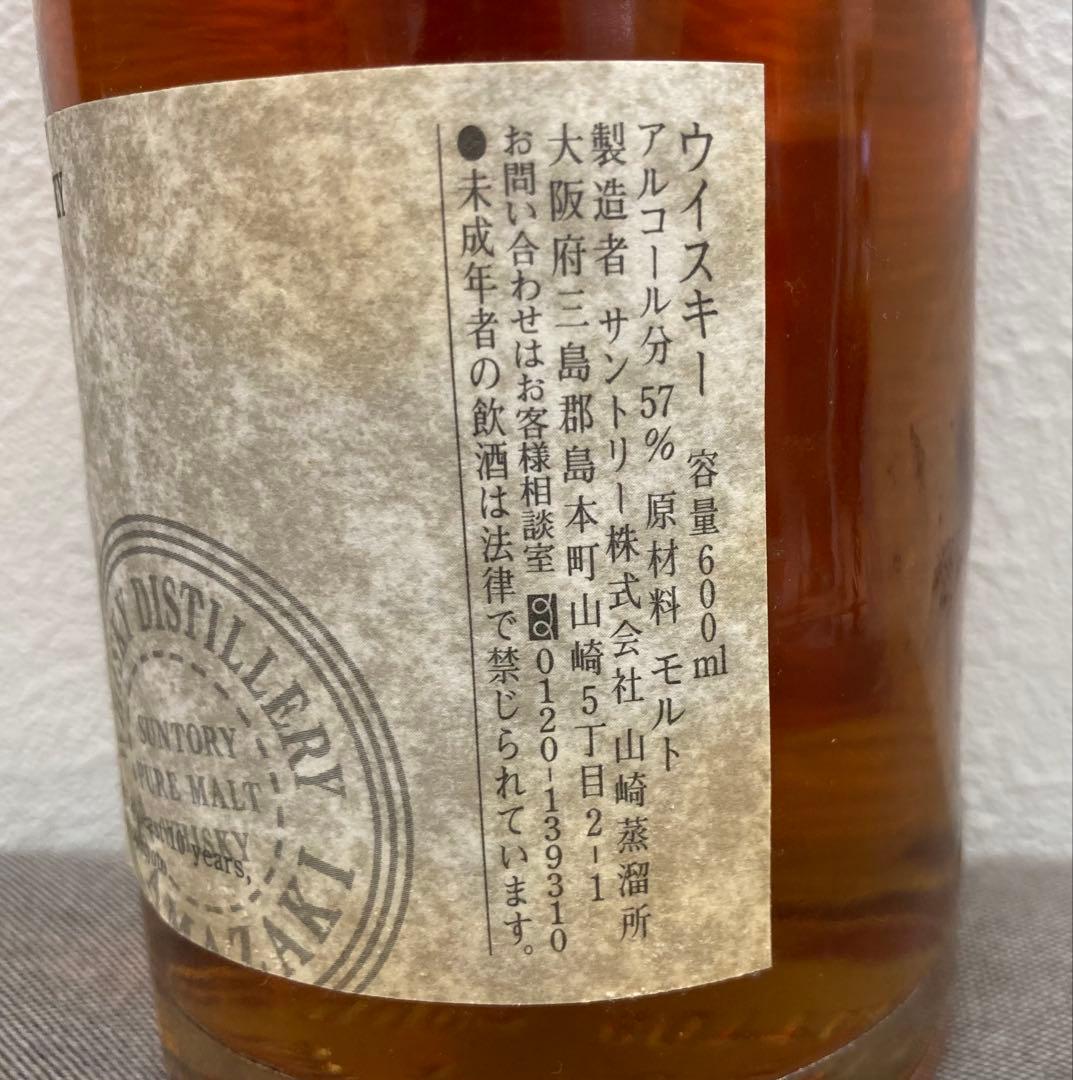 ウイスキー 容量600ml
アルコール分 57% 原材料 モルト
製造者 サントリー株式会社 山崎蒸溜所
大阪府三島郡島本町山崎5丁目2-1
お問い合わせはお客様相談室 0120-139310
●未成年者の飲酒は法律で禁じられています。
DISTILLERY
SUNTORY
PURE MALT
WHISKY
years,